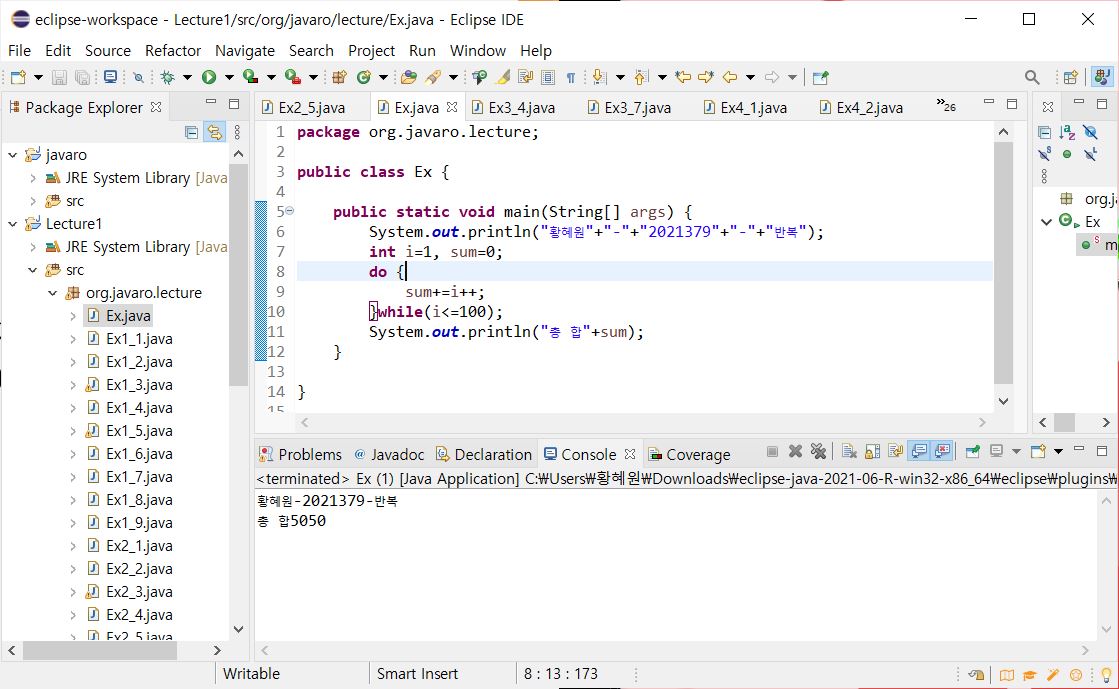 eclipse-workspace - Lecture1/src/org/javaro/lecture/Ex.java - Eclipse IDE
File Edit Source Refactor Navigate Search Project Run Window Help
Package Explorer
javaro
JRE System Library [Java
src
Lecture1
JRE System Library [Java
src
org.javaro.lecture
Ex.java
Ex1_1.java
Ex1_2.java
Ex1_3.java
Ex1_4.java
Ex1_5.java
Ex1_6.java
Ex1_7.java
Ex1_8.java
Ex1_9.java
Ex2_1.java
Ex2_2.java
Ex2_3.java
Ex2_4.java
Ex2_5.java
Ex2_5.java Ex.java Ex3_4.java Ex3_7.java Ex4_1.java Ex4_2.java »26
1 package org.javaro.lecture;
2
3 public class Ex {
4
5 public static void main(String[] args) {
6 System.out.println("황혜원"+"-"+"2021379"+"-"+"반복");
7 int i=1, sum=0;
8 do {
9 sum+=i++;
10 }while(i<=100);
11 System.out.println("총 합"+sum);
12 }
13
14 }
15
org.ja
Ex
m
Problems Javadoc Declaration Console Coverage
<terminated> Ex (1) [Java Application] C:₩Users₩황혜원₩Downloads₩eclipse-java-2021-06-R-win32-x86_64₩eclipse₩plugins₩
황혜원-2021379-반복
총 합5050
Writable Smart Insert 8 : 13 : 173